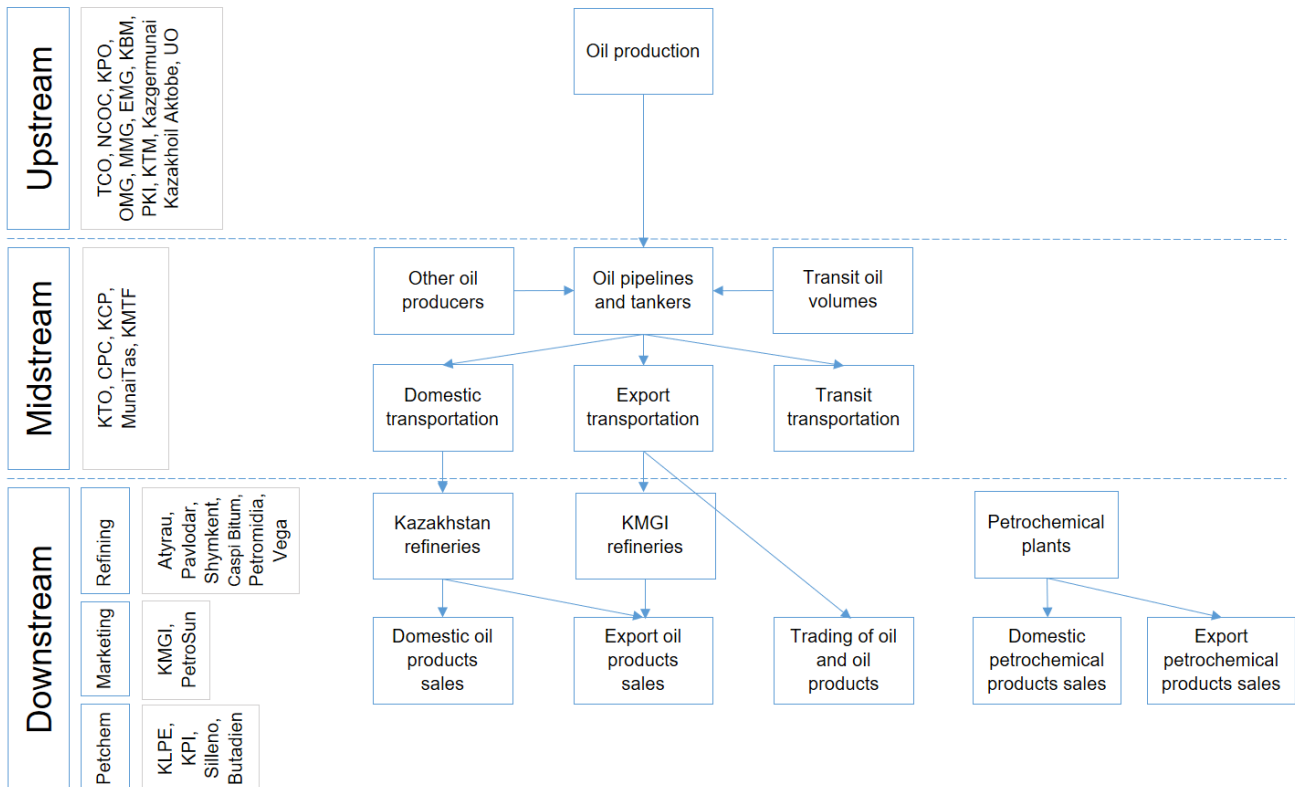 Upstream
TCO, NCOC, KPO,
OMG, MMG, EMG, KBM,
PKI, KTM, Kazgermunai
Kazakhoil Aktobe, UO
Oil production
Midstream
KTO, CPC, KCP,
MunaiTas, KMTF
Other oil
producers
Oil pipelines
and tankers
Transit oil
volumes
Domestic
transportation
Export
transportation
Transit
transportation
Downstream
Refining
Atyrau,
Pavlodar,
Shymkent,
Caspi Bitum,
Petromidia,
Vega
Kazakhstan
refineries
KMGI
refineries
Petrochemical
plants
Marketing
KMGI,
PetroSun
Domestic oil
products
sales
Export oil
products
sales
Trading of oil
and oil
products
Domestic
petrochemical
products sales
Export
petrochemical
products sales
Petchem
KLPE,
KPI,
Silleno,
Butadien